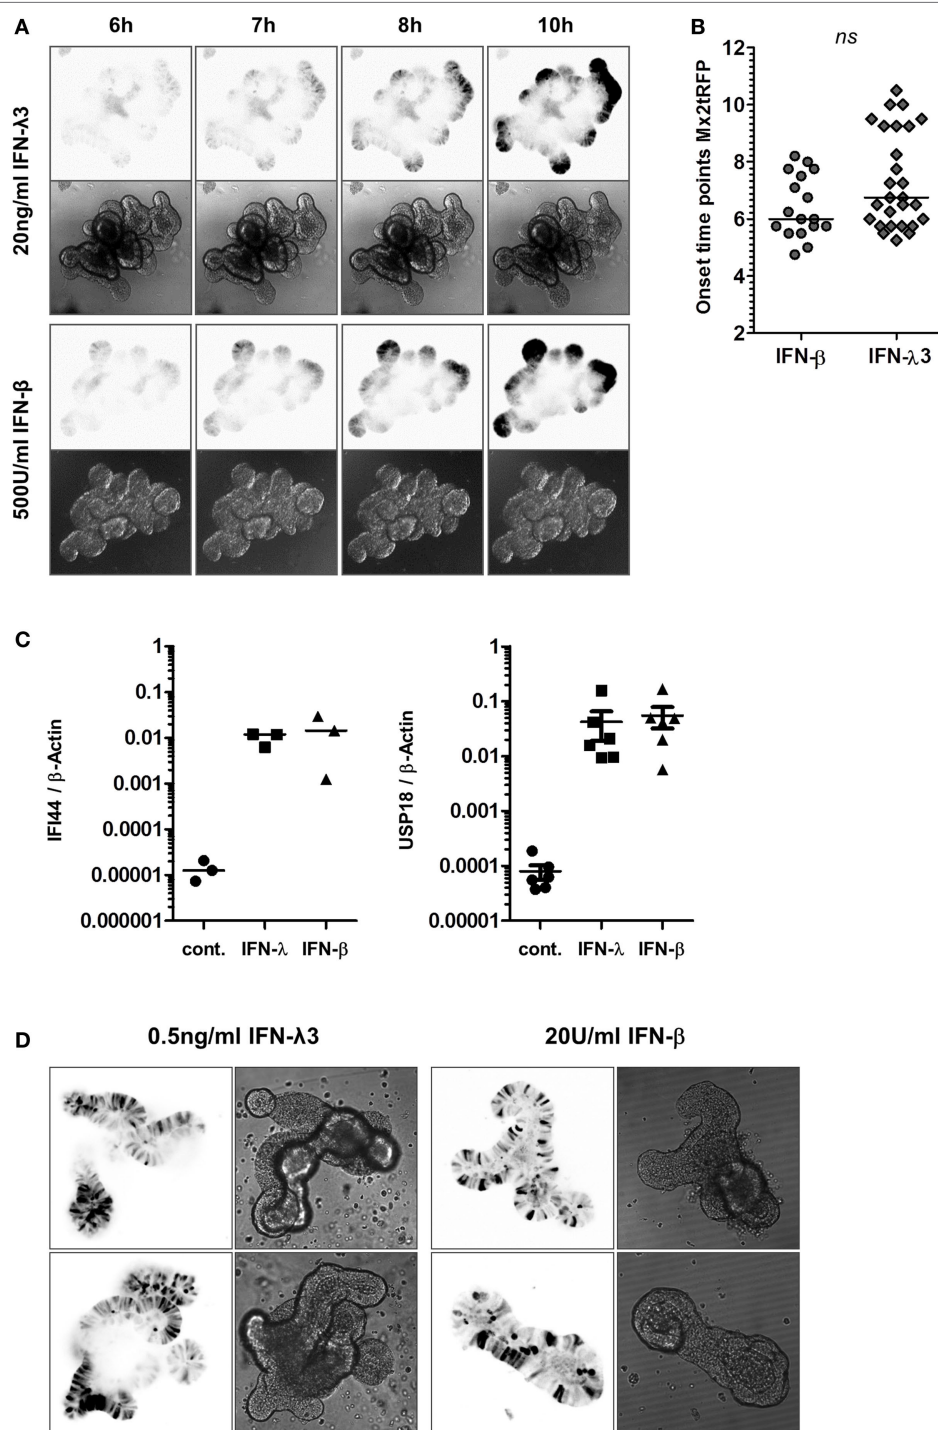 A
6h 7h 8h 10h
20ng/ml IFN-λ3
500U/ml IFN-β
B
ns
Onset time points Mx2tRFP
12
10
8
6
4
2
IFN-β IFN-λ3
C
IFI44 / β-Actin
1
0.1
0.01
0.001
0.0001
0.00001
0.000001
cont. IFN-λ IFN-β
USP18 / β-Actin
1
0.1
0.01
0.001
0.0001
0.00001
cont. IFN-λ IFN-β
D
0.5ng/ml IFN-λ3 20U/ml IFN-β